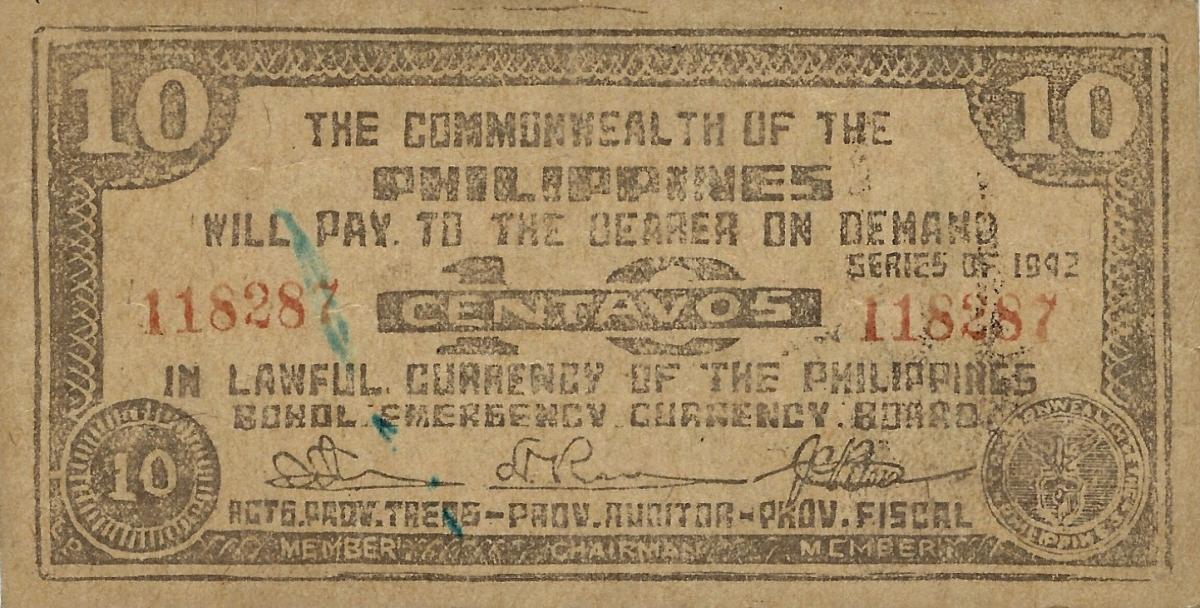 10 10
THE COMMONWEALTH OF THE
PHILIPPINES
WILL PAY. TO THE BEARER ON DEMAND
SERIES OF 1942
10
CENTAVOS
118287 118287
IN LAWFUL CURRENCY OF THE PHILIPPINES
BOHOL EMERGENCY CURRENCY. BOARD
10
ACTG.PROV.TREAS-PROV.AUDITOR-PROV.FISCAL
MEMBER CHAIRMAN MEMBER